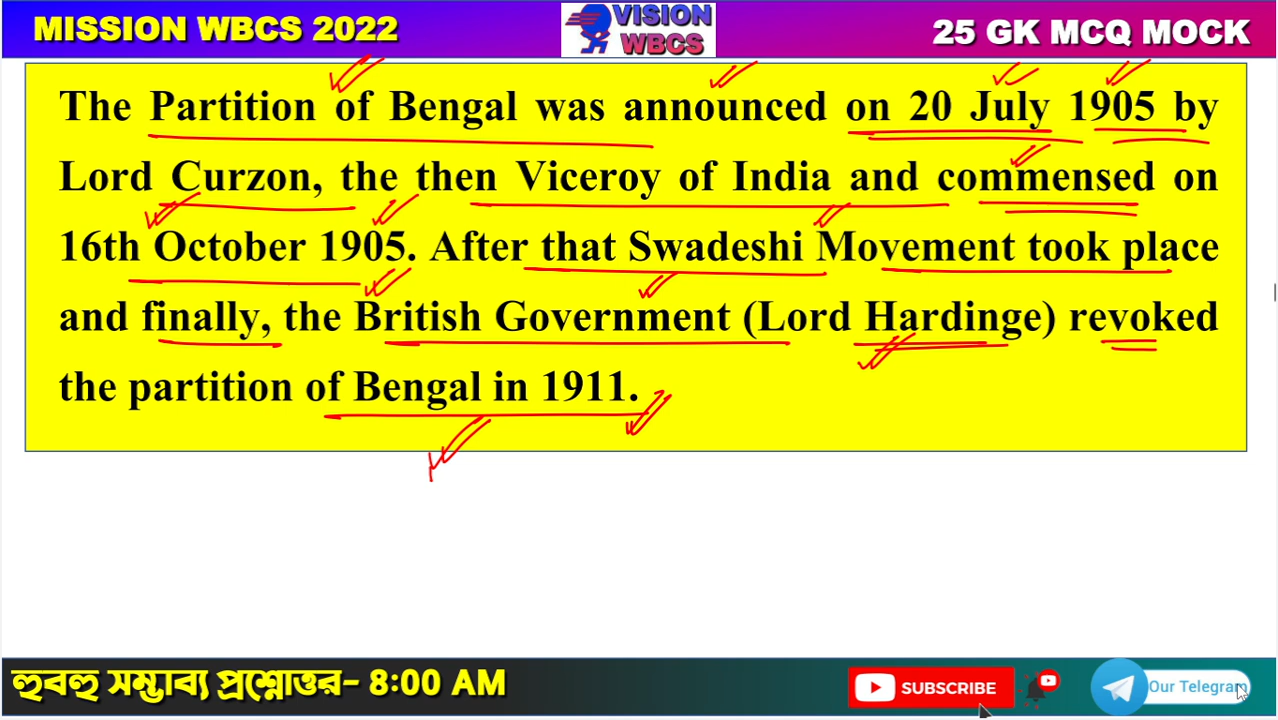 MISSION WBCS 2022
VISION
WBCS
25 GK MCQ MOCK
The Partition of Bengal was announced on 20 July 1905 by
Lord Curzon, the then Viceroy of India and commensed on
16th October 1905. After that Swadeshi Movement took place
and finally, the British Government (Lord Hardinge) revoked
the partition of Bengal in 1911.
হুবহু সম্ভাব্য প্রশ্নোত্তর- 8:00 AM
SUBSCRIBE
Our Telegram